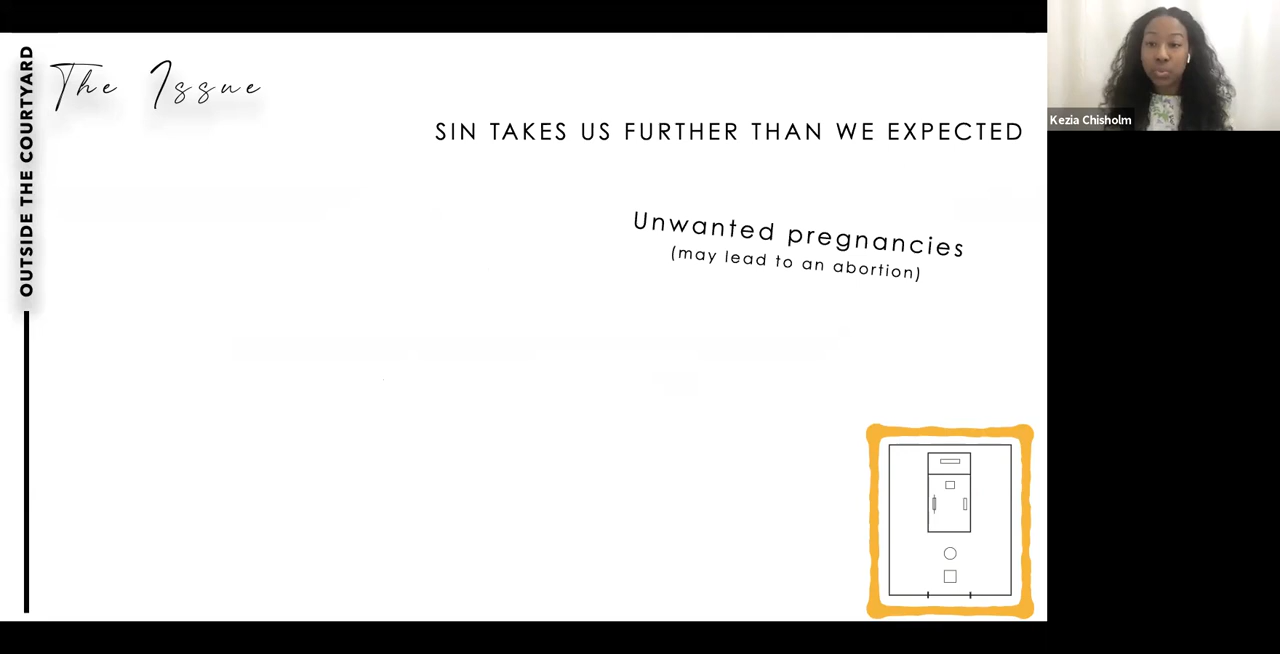 OUTSIDE THE COURTYARD
The Issue
SIN TAKES US FURTHER THAN WE EXPECTED
Unwanted pregnancies
(may lead to an abortion)
Kezia Chisholm